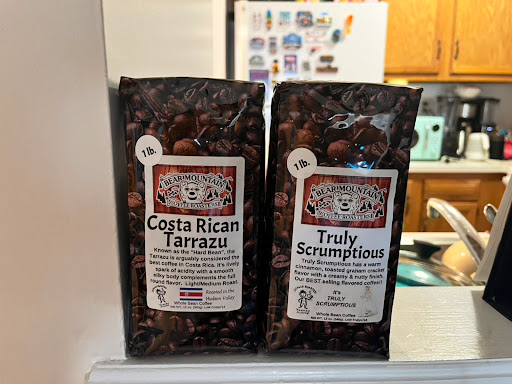 1 lb.
BEAR MOUNTAIN
COFFEE ROASTERS
Costa Rican
Tarrazu
Known as the "Hard Bean", the
Tarrazu is arguably considered the
best coffee in Costa Rica. It's lively
spark of acidity with a smooth
silky body complements the full
round flavor. Light/Medium Roast.
Roasted in the
Hudson Valley
Whole Bean Coffee
1 lb.
BEAR MOUNTAIN
COFFEE ROASTERS
Truly
Scrumptious
Truly Scrumptious has a warm
cinnamon, toasted graham cracker
flavor with a creamy & nutty finish.
Our BEST selling flavored coffee!
It's
TRULY
SCRUMPTIOUS
Whole Bean Coffee